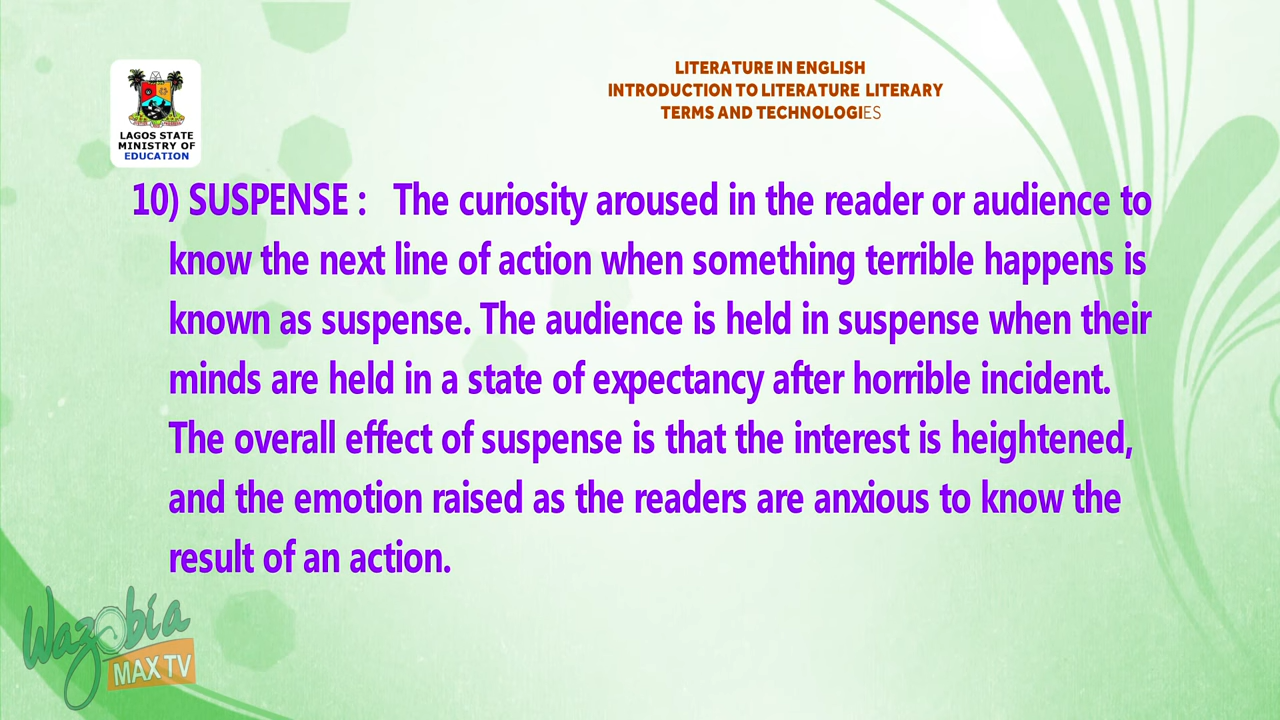 LITERATURE IN ENGLISH
INTRODUCTION TO LITERATURE LITERARY
TERMS AND TECHNOLOGIES
LAGOS STATE
MINISTRY OF
EDUCATION
10) SUSPENSE : The curiosity aroused in the reader or audience to
know the next line of action when something terrible happens is
known as suspense. The audience is held in suspense when their
minds are held in a state of expectancy after horrible incident.
The overall effect of suspense is that the interest is heightened,
and the emotion raised as the readers are anxious to know the
result of an action.
Wazobia
MAX TV